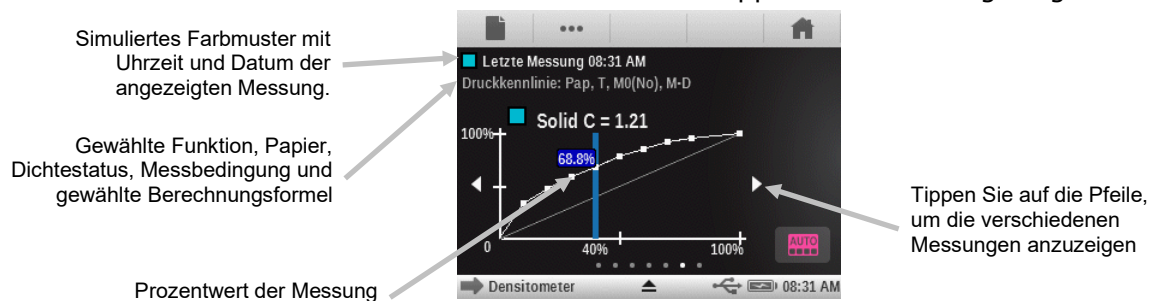 Simuliertes Farbmuster mit
Uhrzeit und Datum der
angezeigten Messung.
Gewählte Funktion, Papier,
Dichtestatus, Messbedingung und
gewählte Berechnungsformel
Prozentwert der Messung
Letzte Messung 08:31 AM
Druckkennlinie: Pap, T, M0(No), M-D
Solid C = 1.21
100%
68.8%
0
40%
100%
AUTO
Densitometer
08:31 AM
Tippen Sie auf die Pfeile,
um die verschiedenen
Messungen anzuzeigen